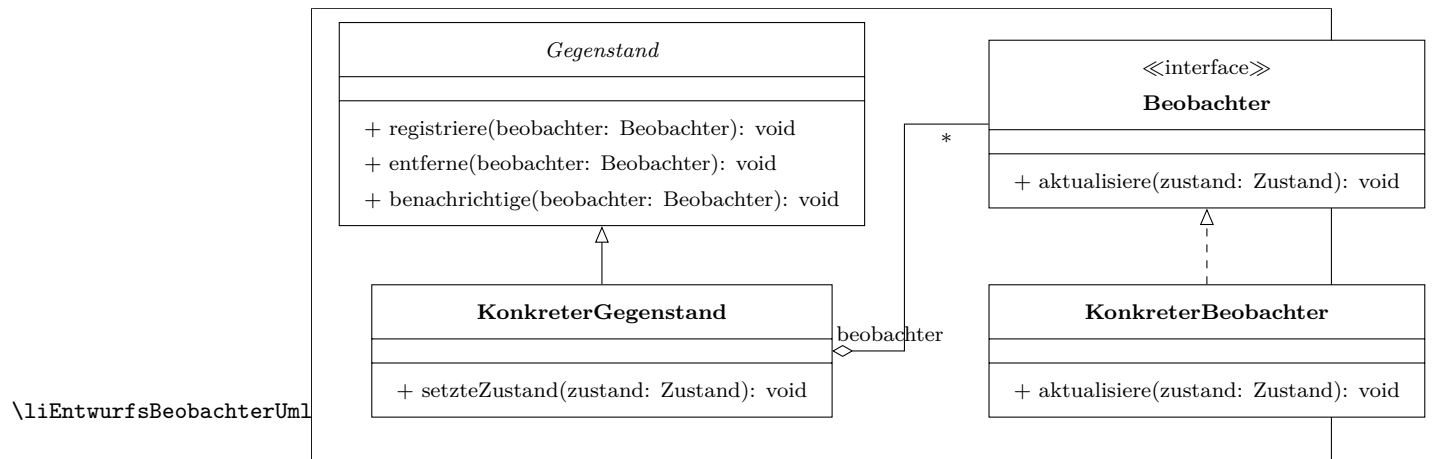 Gegenstand
+ registriere(beobachter: Beobachter): void
+ entferne(beobachter: Beobachter): void
+ benachrichtige(beobachter: Beobachter): void
≪interface≫
Beobachter
+ aktualisiere(zustand: Zustand): void
*
KonkreterGegenstand
+ setzteZustand(zustand: Zustand): void
beobachter
KonkreterBeobachter
+ aktualisiere(zustand: Zustand): void
\liEntwurfsBeobachterUml